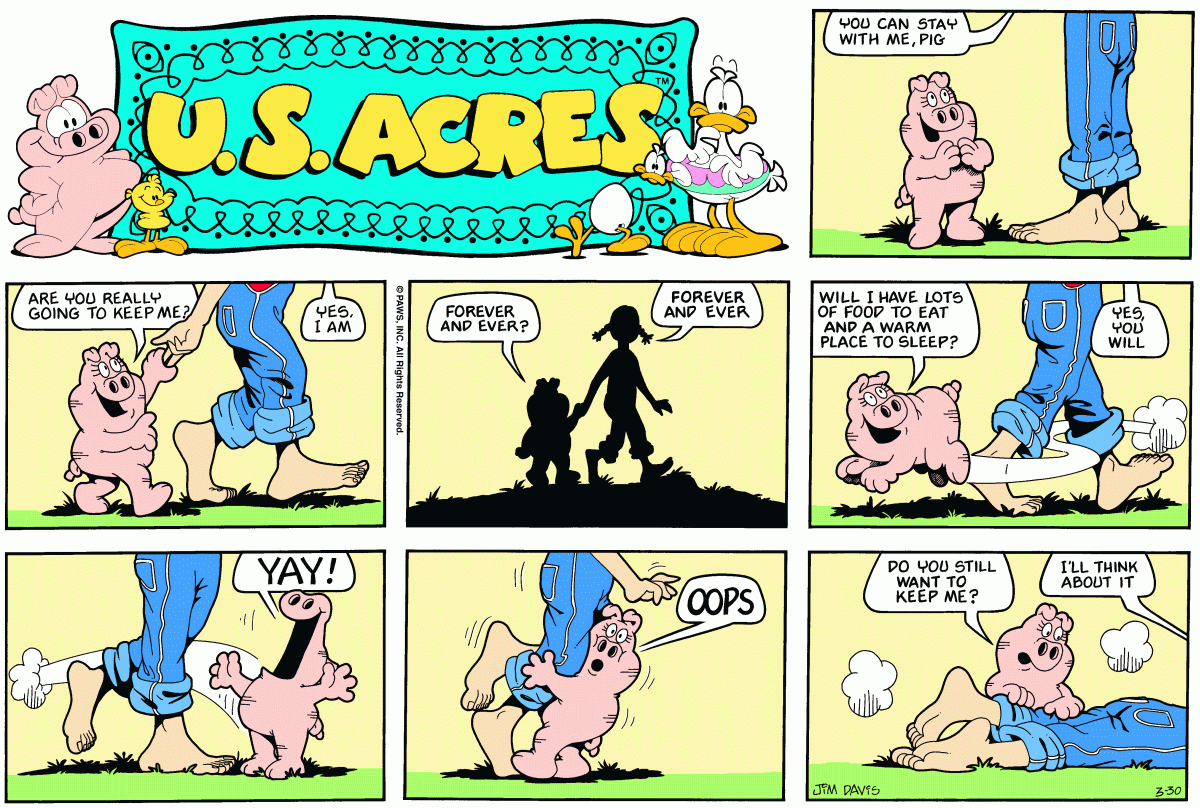 U.S. ACRES
TM
YOU CAN STAY
WITH ME, PIG
ARE YOU REALLY
GOING TO KEEP ME?
YES,
I AM
© PAWS, INC. All Rights Reserved.
FOREVER
AND EVER?
FOREVER
AND EVER
WILL I HAVE LOTS
OF FOOD TO EAT
AND A WARM
PLACE TO SLEEP?
YES,
YOU
WILL
YAY!
OOPS
DO YOU STILL
WANT TO
KEEP ME?
I'LL THINK
ABOUT IT
JIM DAVIS
3-30